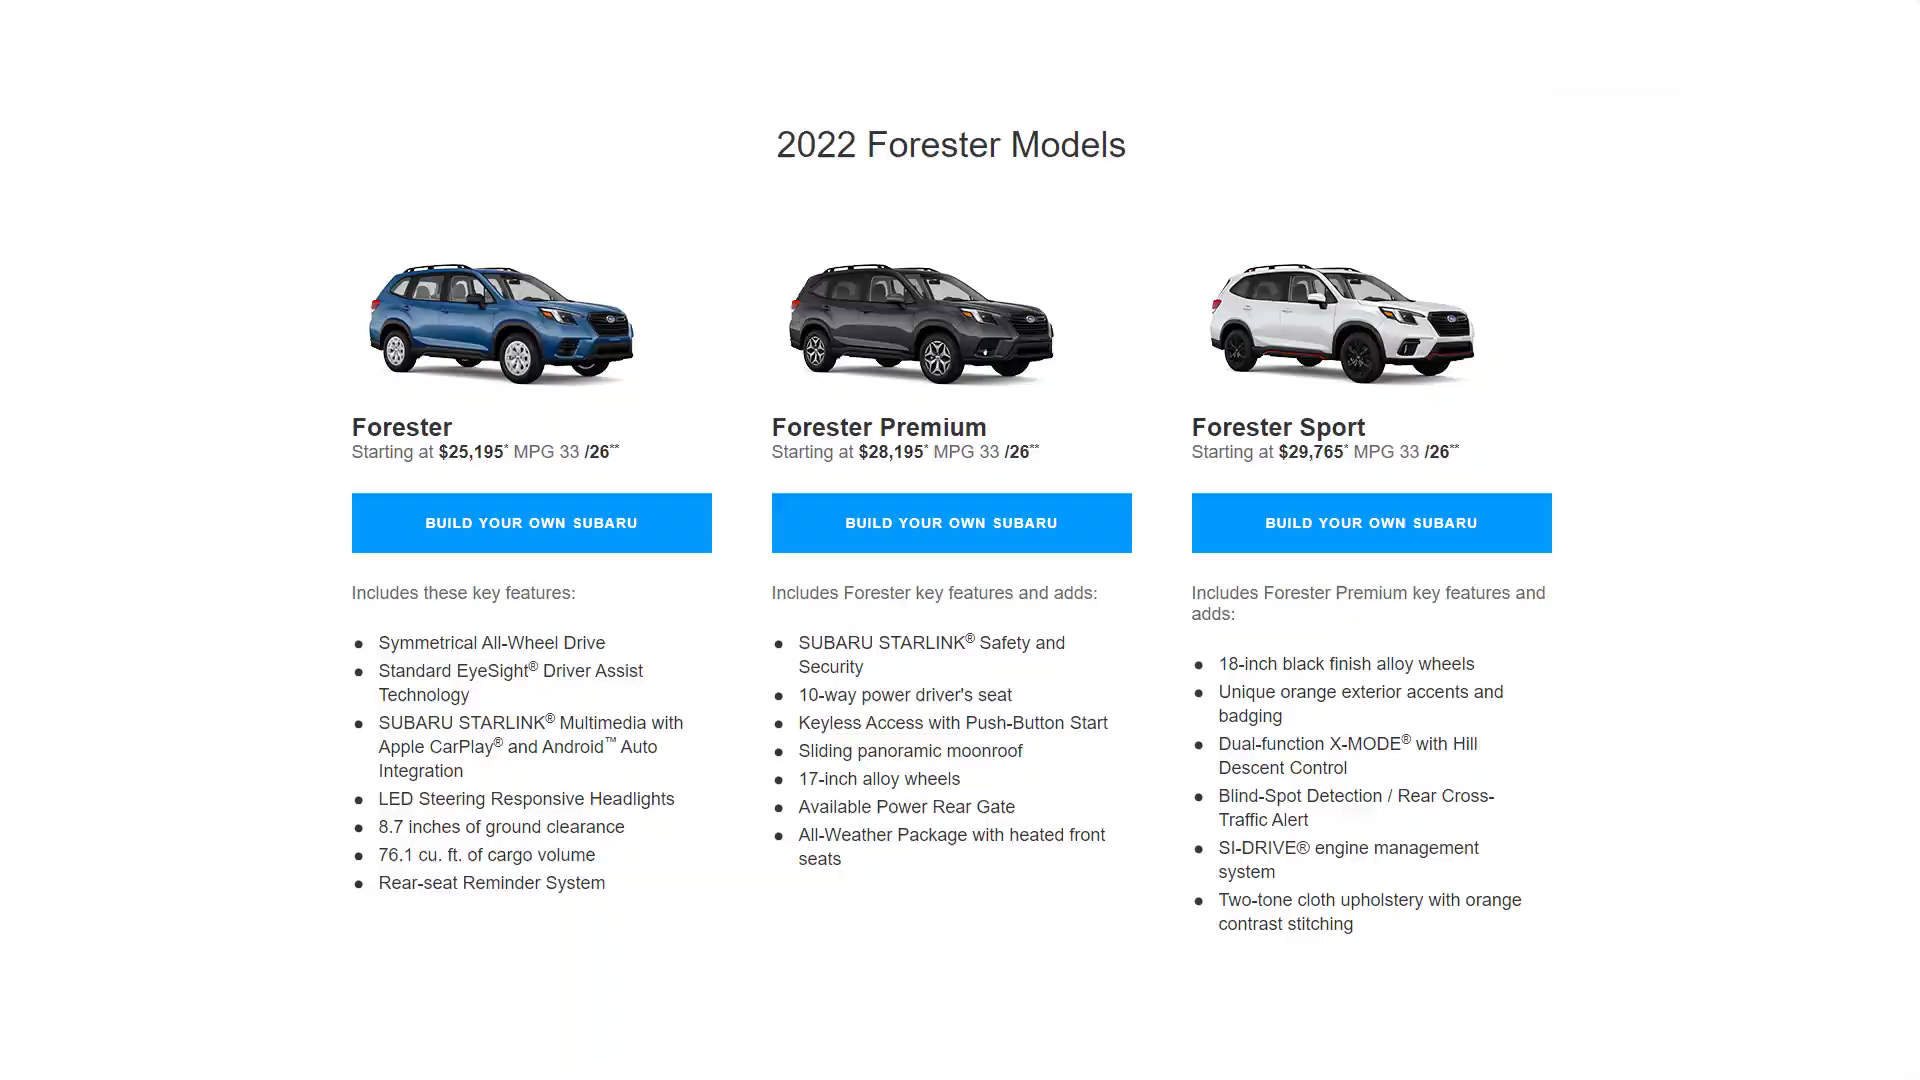 2022 Forester Models
Forester
Starting at $25,195* MPG 33 /26**
BUILD YOUR OWN SUBARU
Includes these key features:
● Symmetrical All-Wheel Drive
● Standard EyeSight® Driver Assist
Technology
● SUBARU STARLINK® Multimedia with
Apple CarPlay® and Android™ Auto
Integration
● LED Steering Responsive Headlights
● 8.7 inches of ground clearance
● 76.1 cu. ft. of cargo volume
● Rear-seat Reminder System
Forester Premium
Starting at $28,195* MPG 33 /26**
BUILD YOUR OWN SUBARU
Includes Forester key features and adds:
● SUBARU STARLINK® Safety and
Security
● 10-way power driver's seat
● Keyless Access with Push-Button Start
● Sliding panoramic moonroof
● 17-inch alloy wheels
● Available Power Rear Gate
● All-Weather Package with heated front
seats
Forester Sport
Starting at $29,765* MPG 33 /26**
BUILD YOUR OWN SUBARU
Includes Forester Premium key features and
adds:
● 18-inch black finish alloy wheels
● Unique orange exterior accents and
badging
● Dual-function X-MODE® with Hill
Descent Control
● Blind-Spot Detection / Rear Cross-
Traffic Alert
● SI-DRIVE® engine management
system
● Two-tone cloth upholstery with orange
contrast stitching